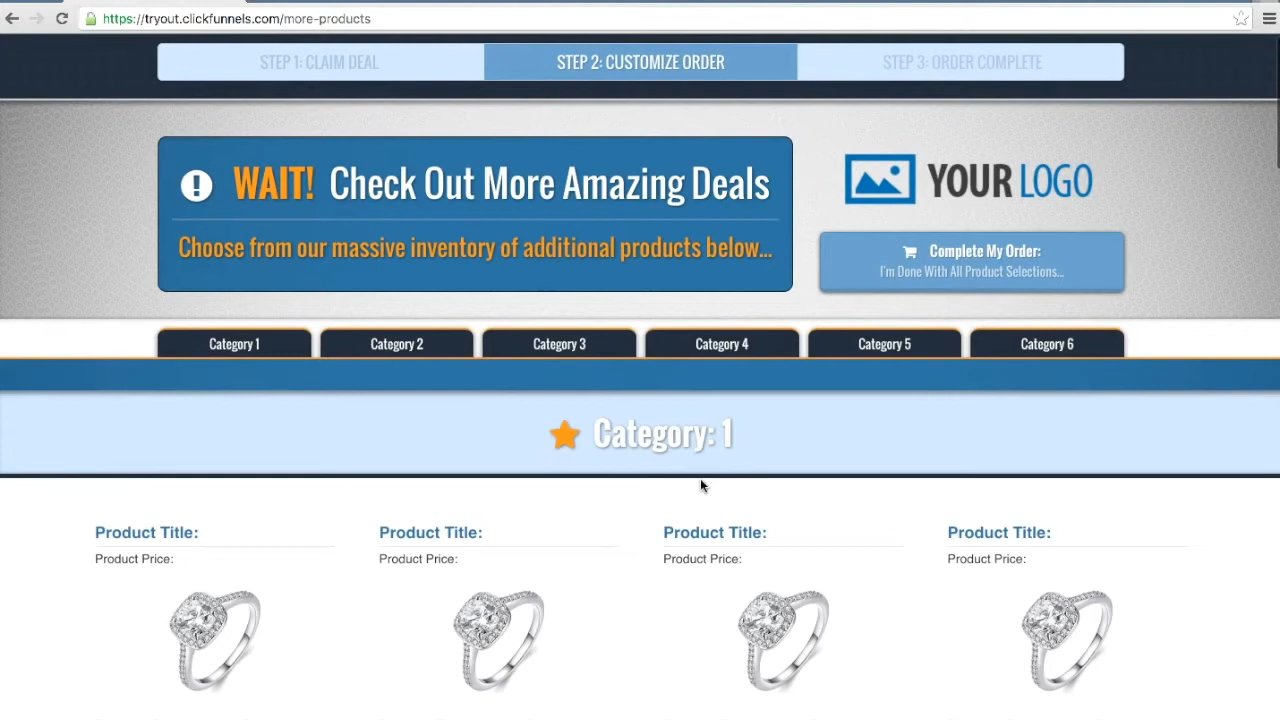 https://tryout.clickfunnels.com/more-products
STEP 1: CLAIM DEAL
STEP 2: CUSTOMIZE ORDER
STEP 3: ORDER COMPLETE
WAIT! Check Out More Amazing Deals
Choose from our massive inventory of additional products below...
YOUR LOGO
Complete My Order:
I'm Done With All Product Selections...
Category 1
Category 2
Category 3
Category 4
Category 5
Category 6
Category: 1
Product Title:
Product Price:
Product Title:
Product Price:
Product Title:
Product Price:
Product Title:
Product Price: